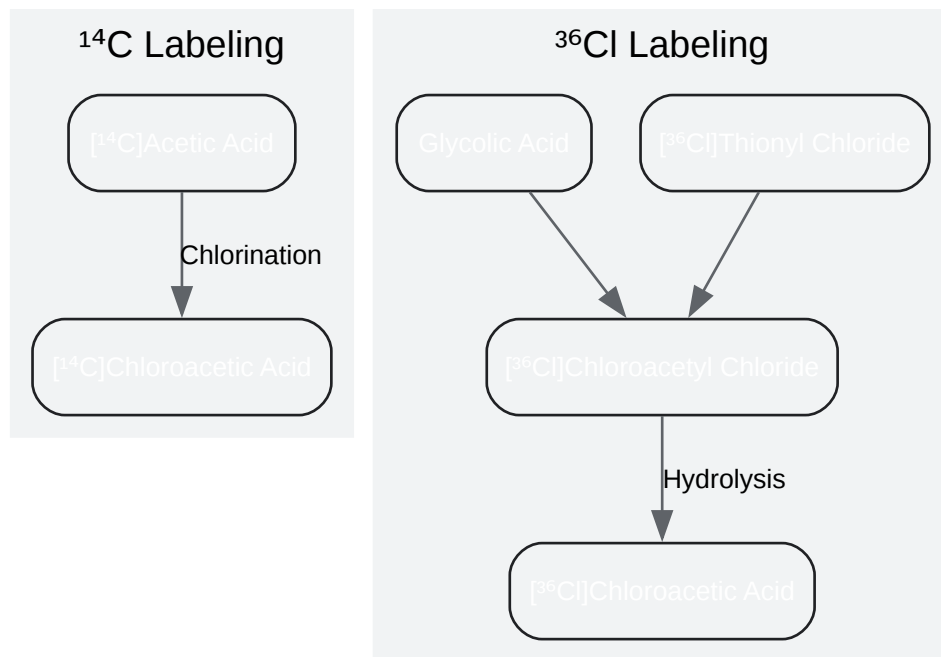 ¹⁴C Labeling
[¹⁴C]Acetic Acid
Chlorination
[¹⁴C]Chloroacetic Acid
³⁶Cl Labeling
Glycolic Acid
[³⁶Cl]Thionyl Chloride
[³⁶Cl]Chloroacetyl Chloride
Hydrolysis
[³⁶Cl]Chloroacetic Acid